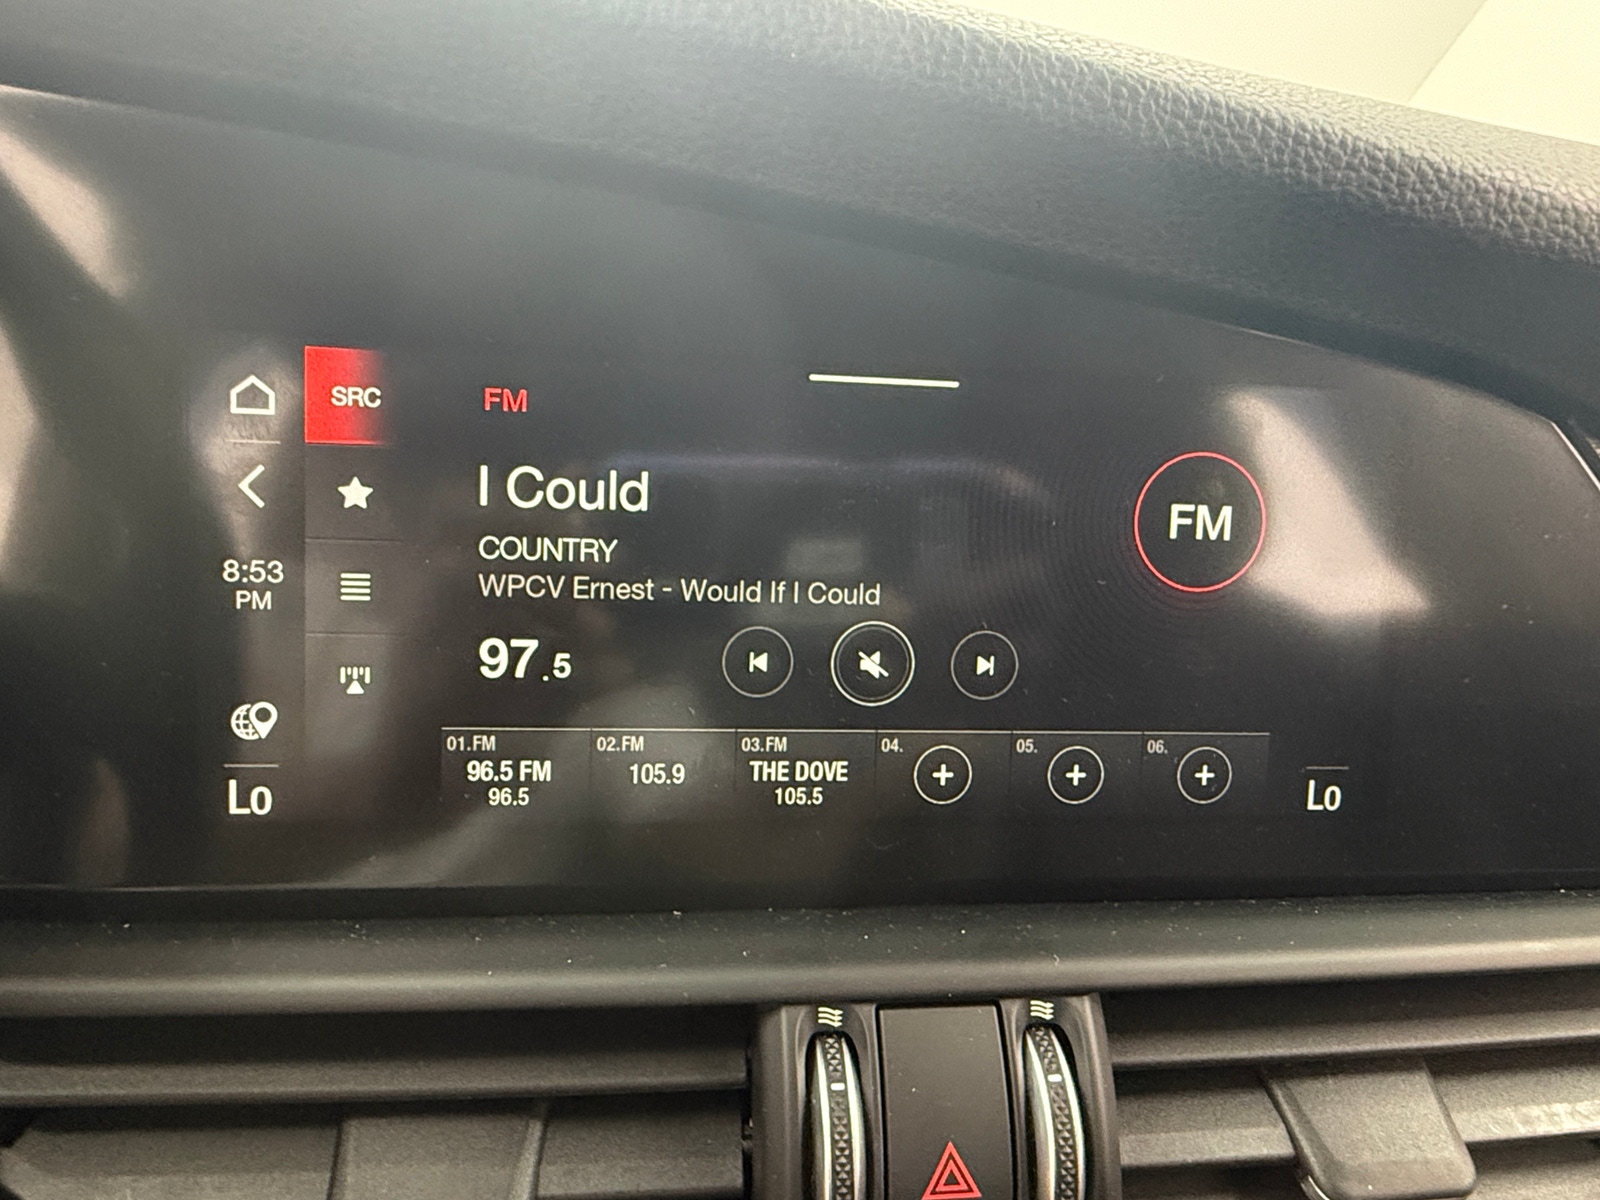 SRC
FM
I Could
COUNTRY
WPCV Ernest - Would If I Could
FM
8:53
PM
97.5
01.FM
96.5 FM
96.5
02.FM
105.9
03.FM
THE DOVE
105.5
04.
05.
06.
LO
LO